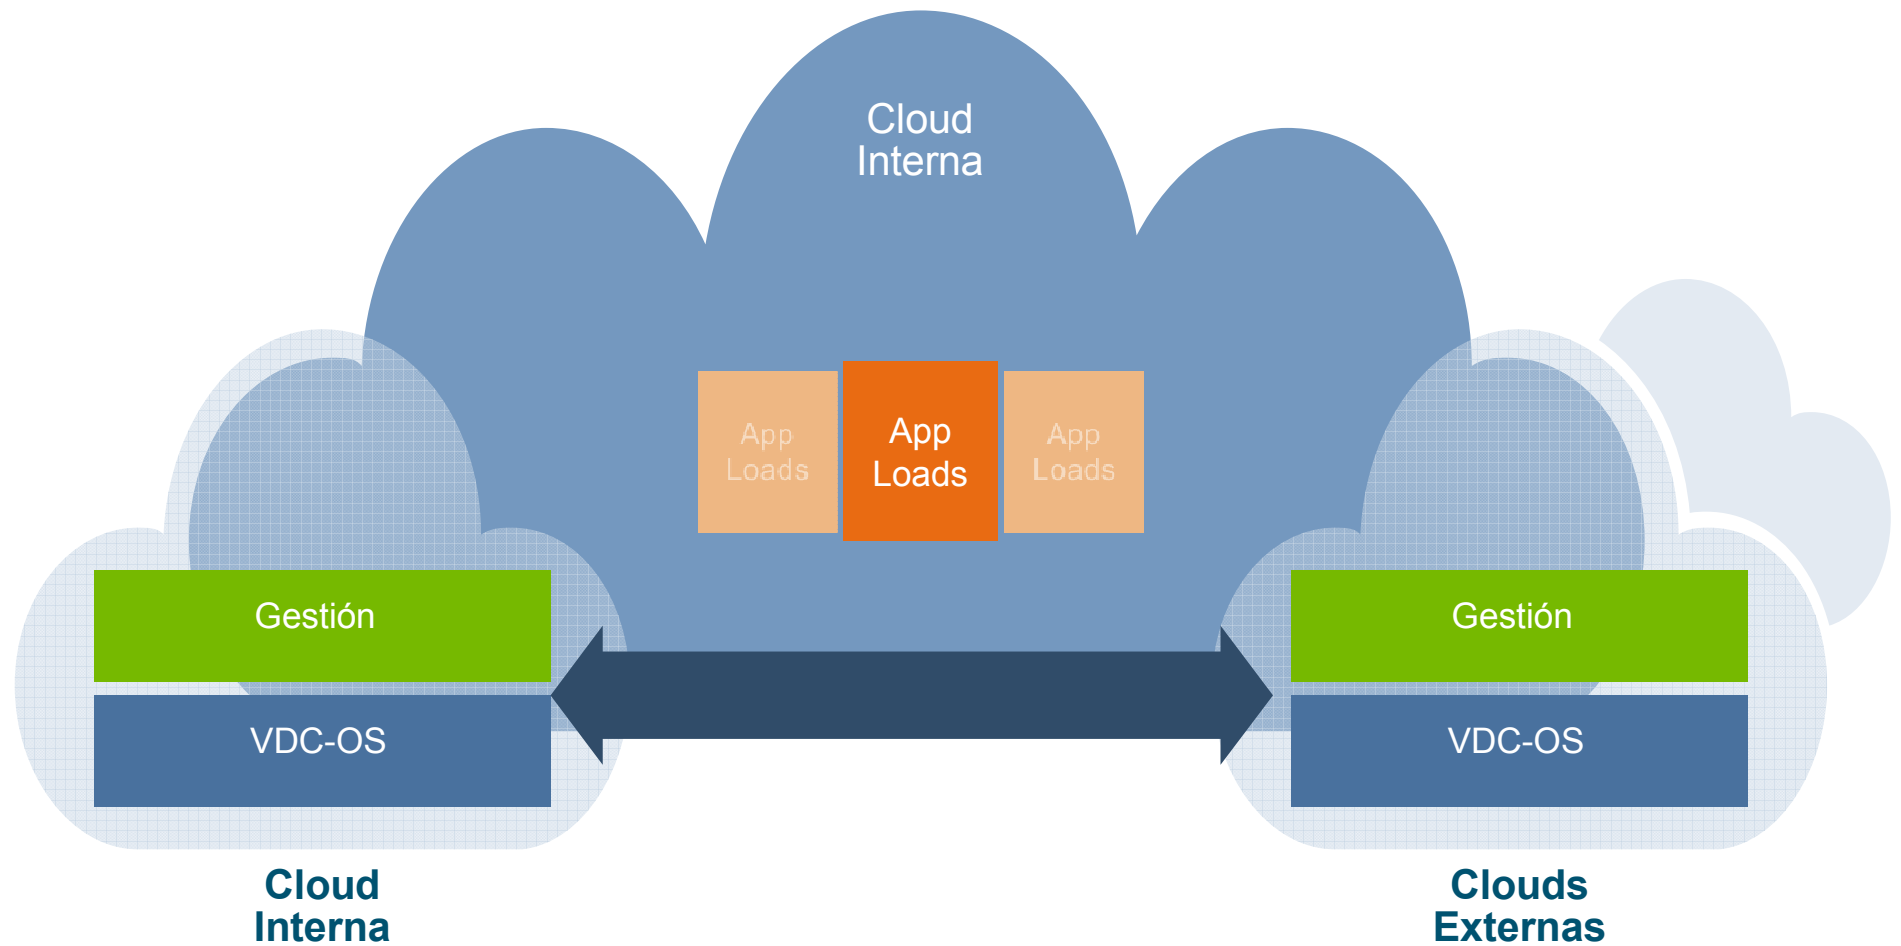 Cloud
Interna
App
Loads
App
Loads
App
Loads
Gestión
VDC-OS
Gestión
VDC-OS
Cloud
Interna
Clouds
Externas